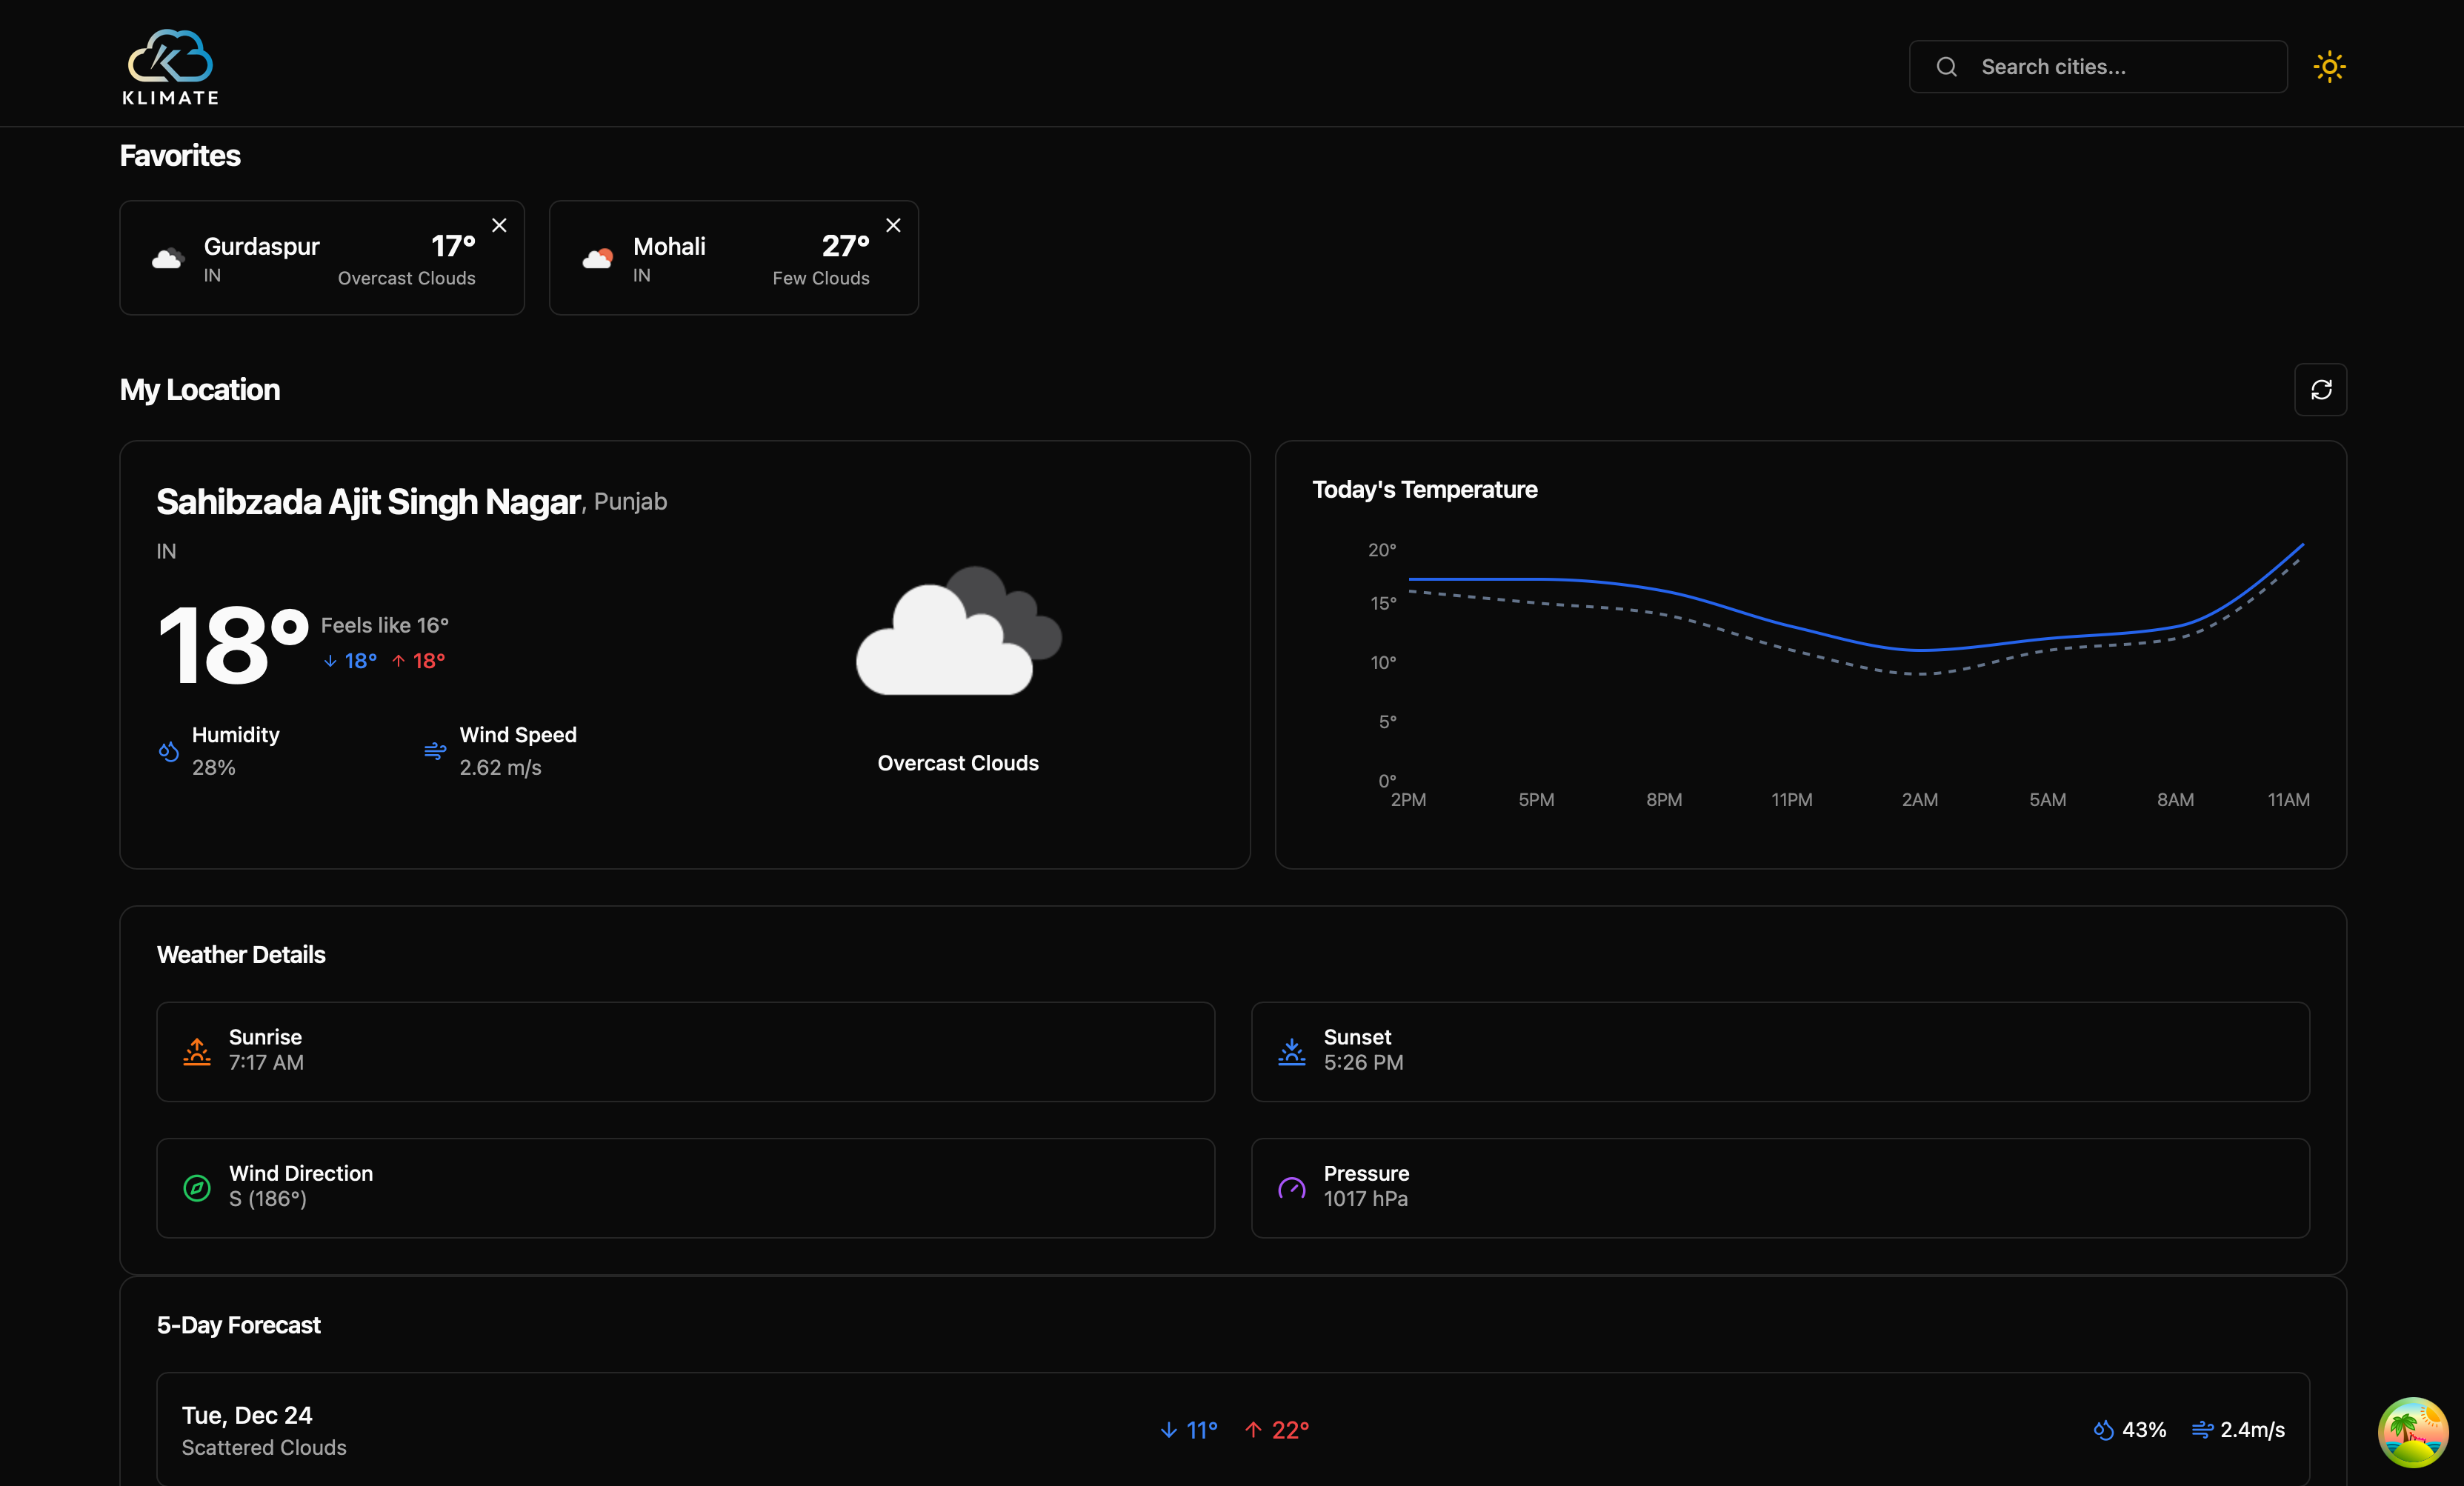 KLIMATE
Search cities...
Favorites
Gurdaspur
IN
17°
Overcast Clouds
Mohali
IN
27°
Few Clouds
My Location
Sahibzada Ajit Singh Nagar, Punjab
IN
18° Feels like 16°
18° 18°
Humidity
28%
Wind Speed
2.62 m/s
Overcast Clouds
Today's Temperature
20°
15°
10°
5°
0°
2PM 5PM 8PM 11PM 2AM 5AM 8AM 11AM
Weather Details
Sunrise
7:17 AM
Sunset
5:26 PM
Wind Direction
S (186°)
Pressure
1017 hPa
5-Day Forecast
Tue, Dec 24
Scattered Clouds
11° 22°
43% 2.4m/s